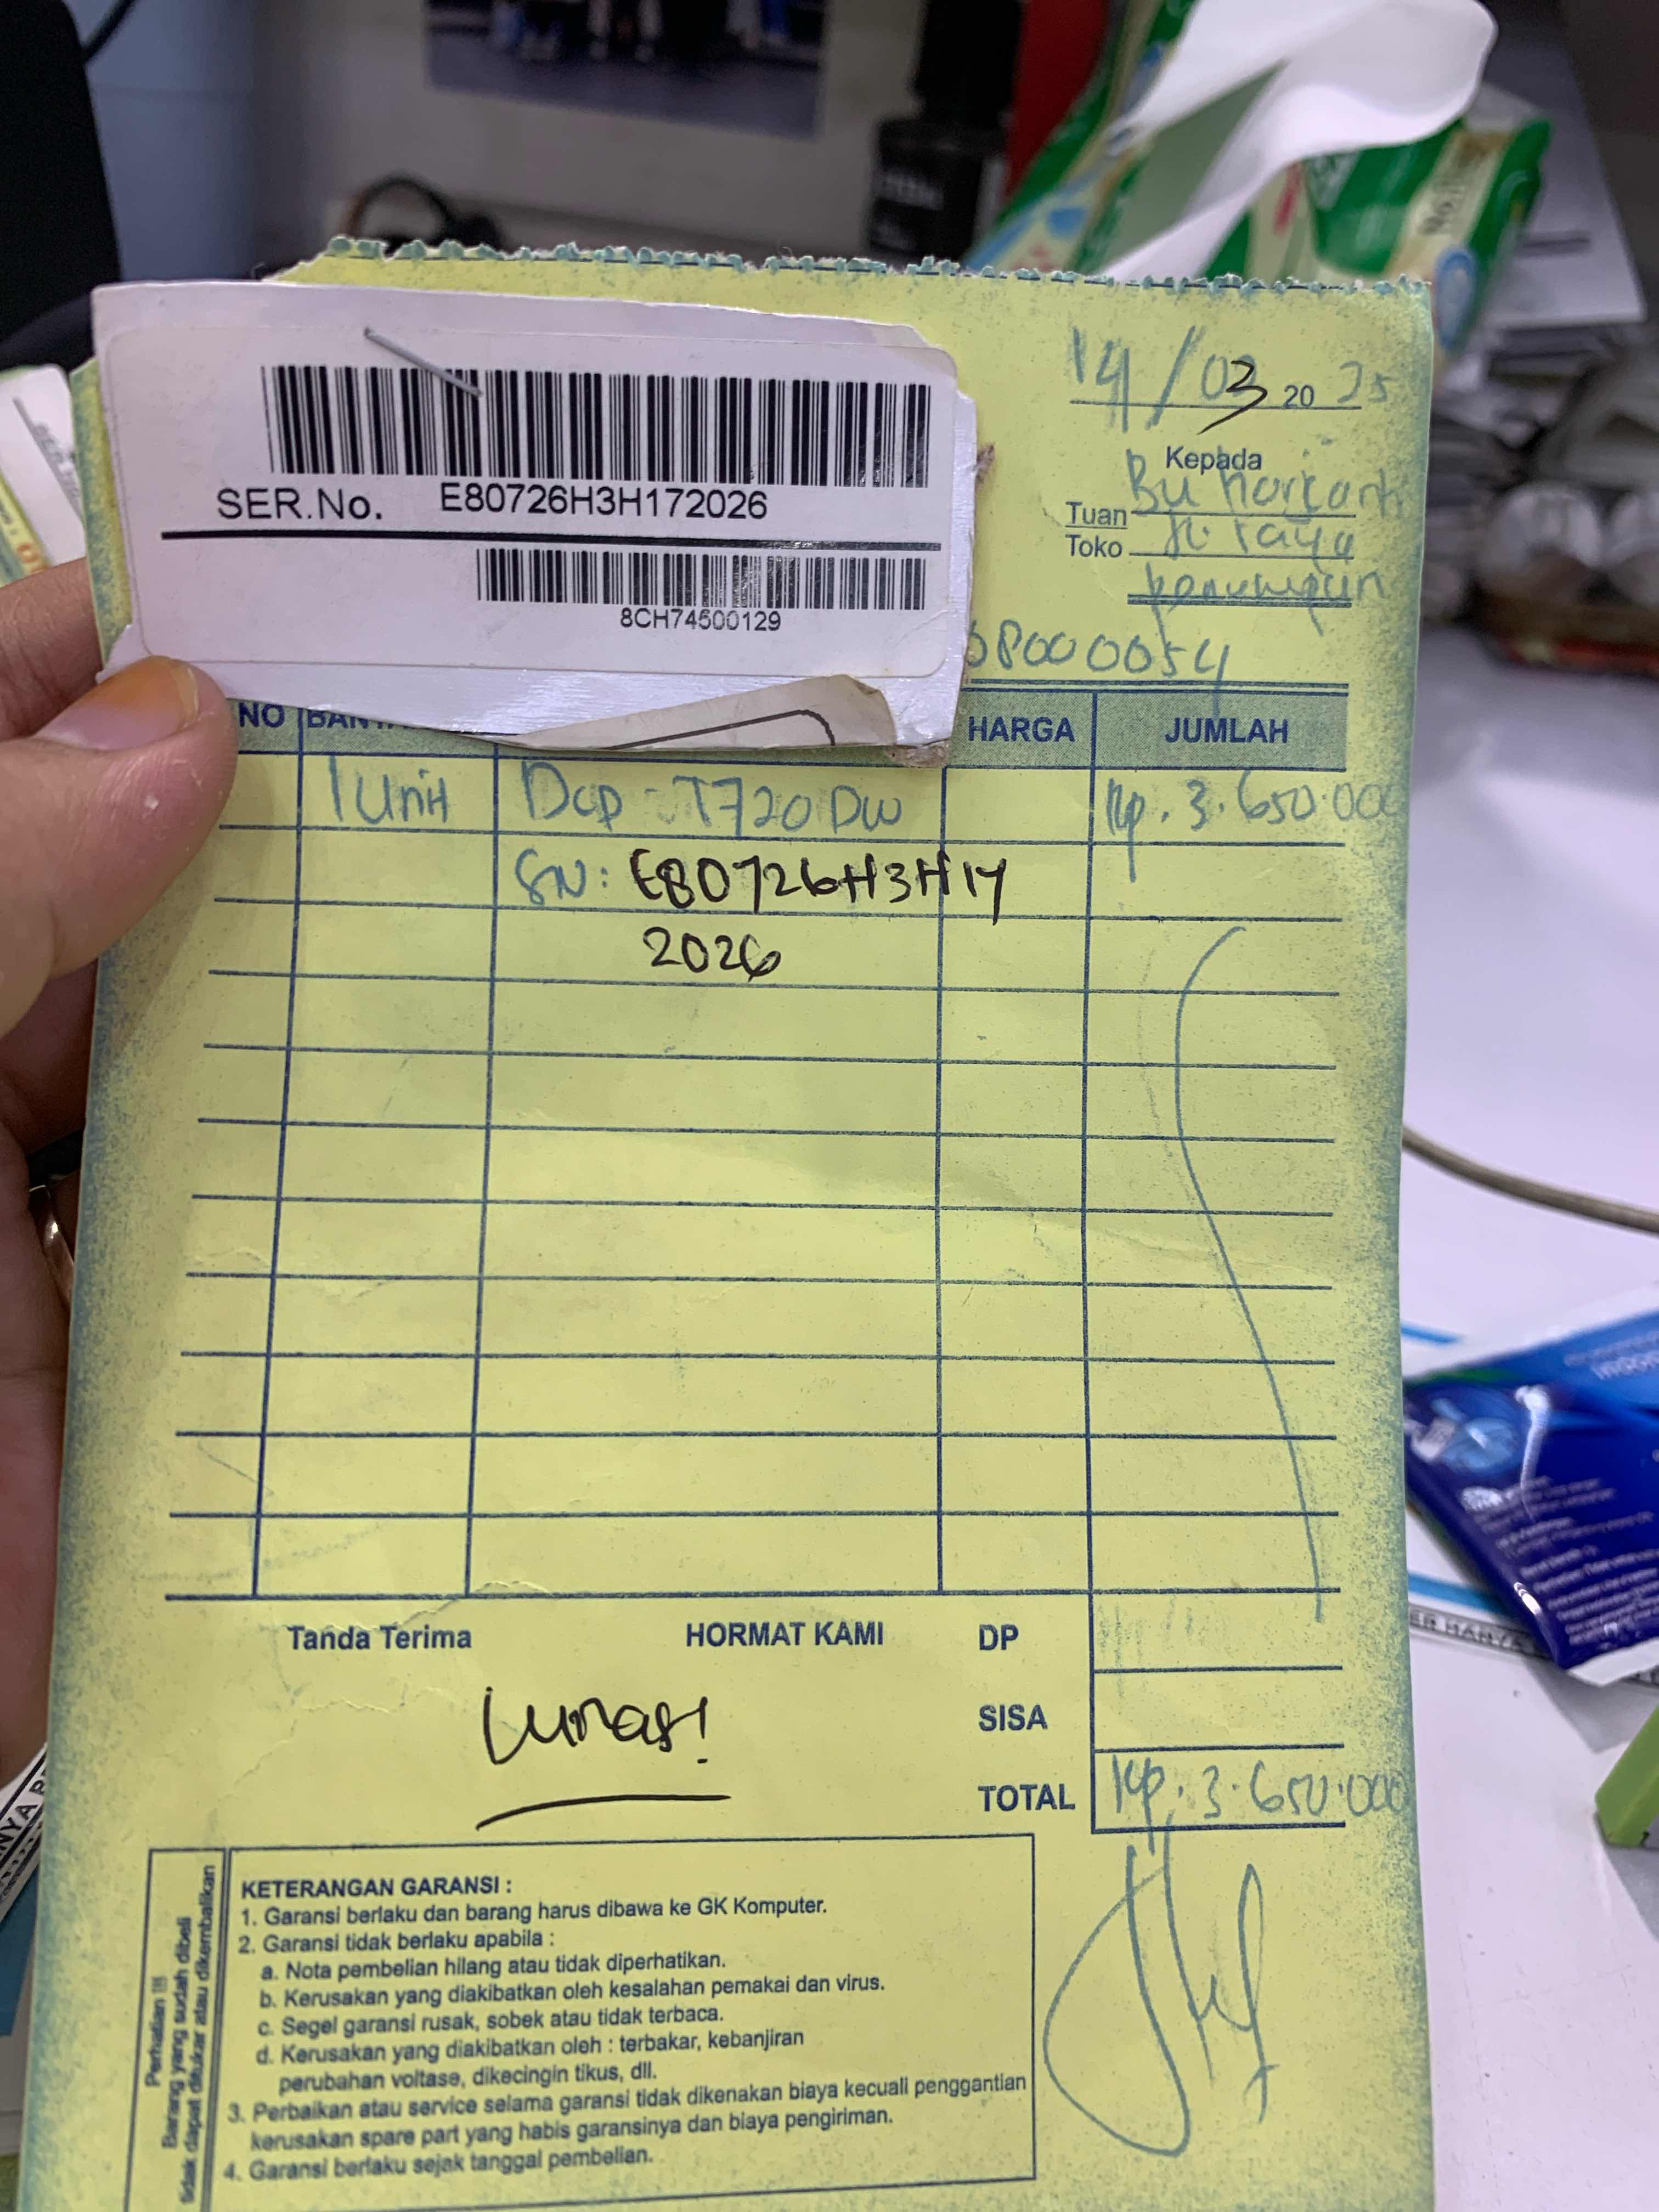 SER.No. E80726H3H172026
8CH74500129
14/03 20 25
Kepada
Tuan Bu
Toko Jl. raya
NO HARGA JUMLAH
1 Unit DCP-T720DW Rp. 3.650.000
SN: E80726H3H17
2026
Tanda Terima HORMAT KAMI DP
Lunas!
SISA
TOTAL Rp. 3.650.000
Perhatian !!!
Barang yang sudah dibeli
tidak dapat ditukar atau dikembalikan
KETERANGAN GARANSI :
1. Garansi berlaku dan barang harus dibawa ke GK Komputer.
2. Garansi tidak berlaku apabila :
a. Nota pembelian hilang atau tidak diperhatikan.
b. Kerusakan yang diakibatkan oleh kesalahan pemakai dan virus.
c. Segel garansi rusak, sobek atau tidak terbaca.
d. Kerusakan yang diakibatkan oleh : terbakar, kebanjiran
perubahan voltase, dikecingin tikus, dll.
3. Perbaikan atau service selama garansi tidak dikenakan biaya kecuali penggantian
kerusakan spare part yang habis garansinya dan biaya pengiriman.
4. Garansi berlaku sejak tanggal pembelian.